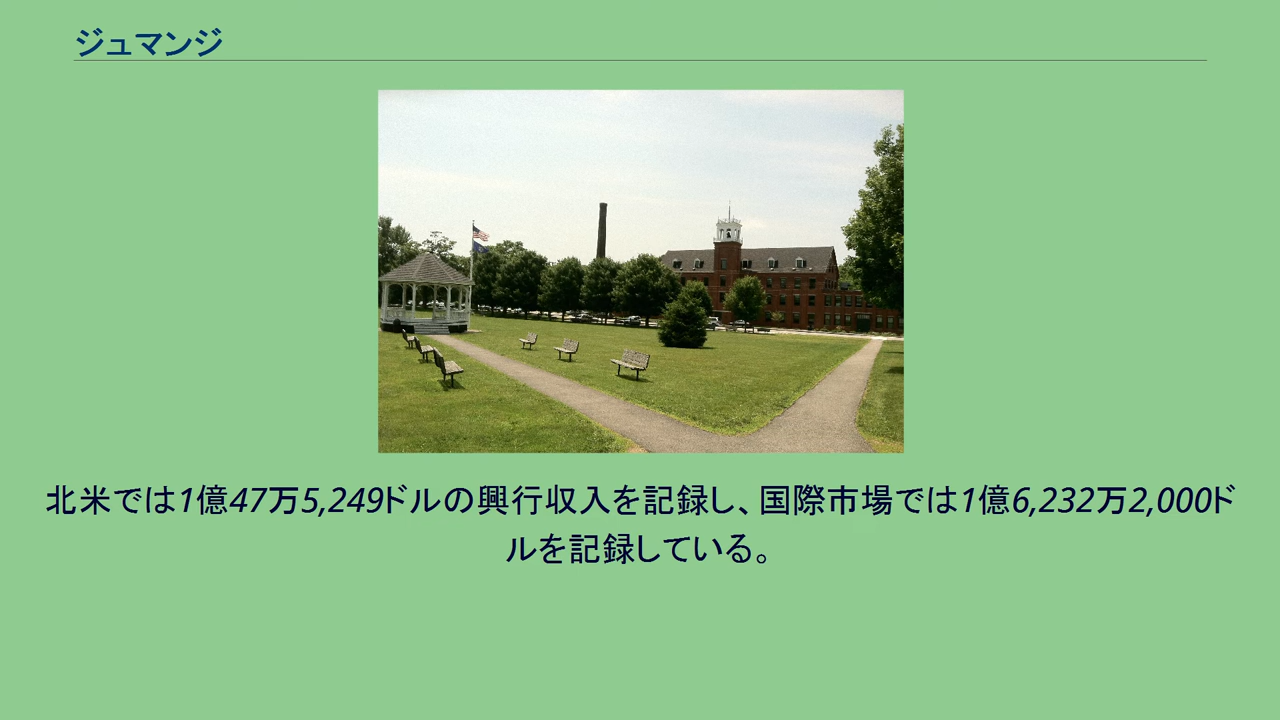 ジュマンジ
北米では1億47万5,249ドルの興行収入を記録し、国際市場では1億6,232万2,000ド
ルを記録している。